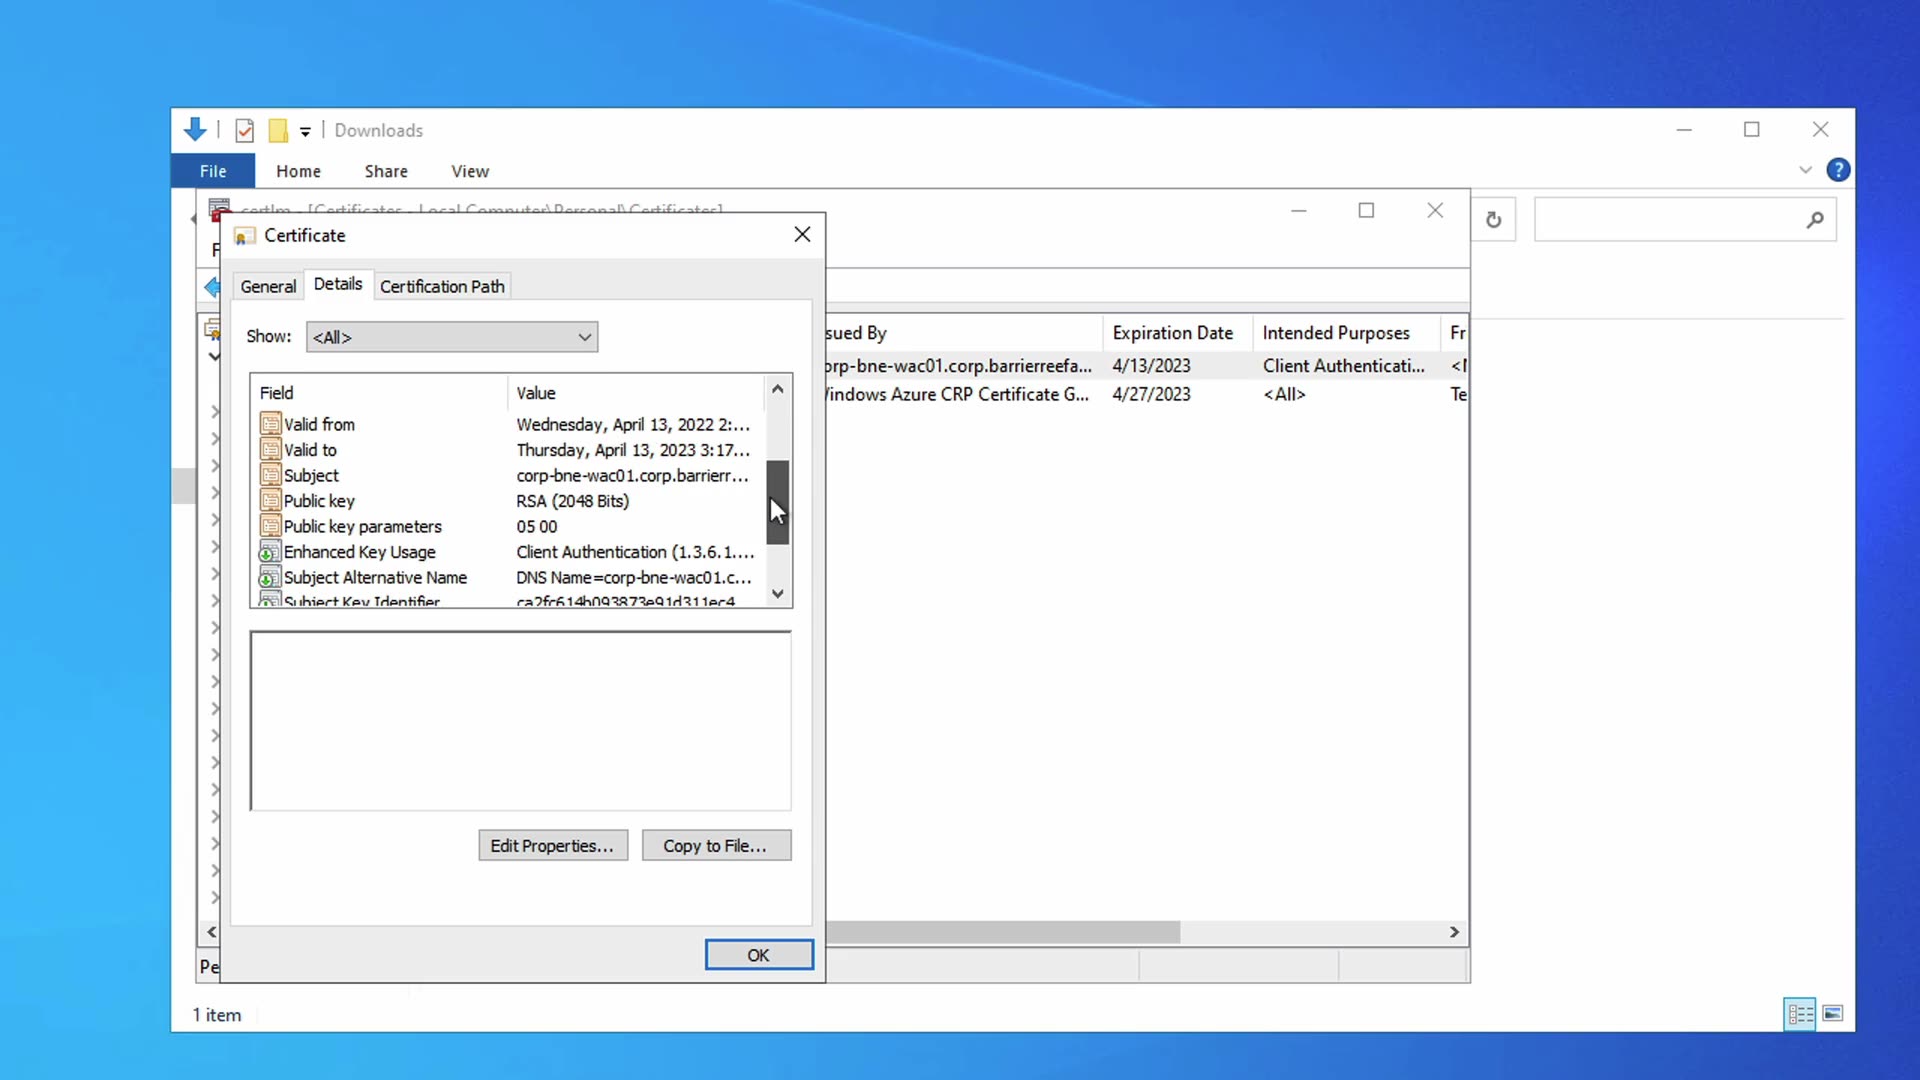 Downloads
File Home Share View
certlm - [Certificates - Local Computer\Personal\Certificates]
F
Certificate
General Details Certification Path
Show: <All>
Field Value
Valid from Wednesday, April 13, 2022 2:...
Valid to Thursday, April 13, 2023 3:17...
Subject corp-bne-wac01.corp.barrierr...
Public key RSA (2048 Bits)
Public key parameters 05 00
Enhanced Key Usage Client Authentication (1.3.6.1....
Subject Alternative Name DNS Name=corp-bne-wac01.c...
Subject Key Identifier ca2fc614b093873e91d311ec4
Edit Properties... Copy to File...
OK
sued By Expiration Date Intended Purposes Fr
orp-bne-wac01.corp.barrierreefa... 4/13/2023 Client Authenticati... <N
indows Azure CRP Certificate G... 4/27/2023 <All> Te
Pe
1 item